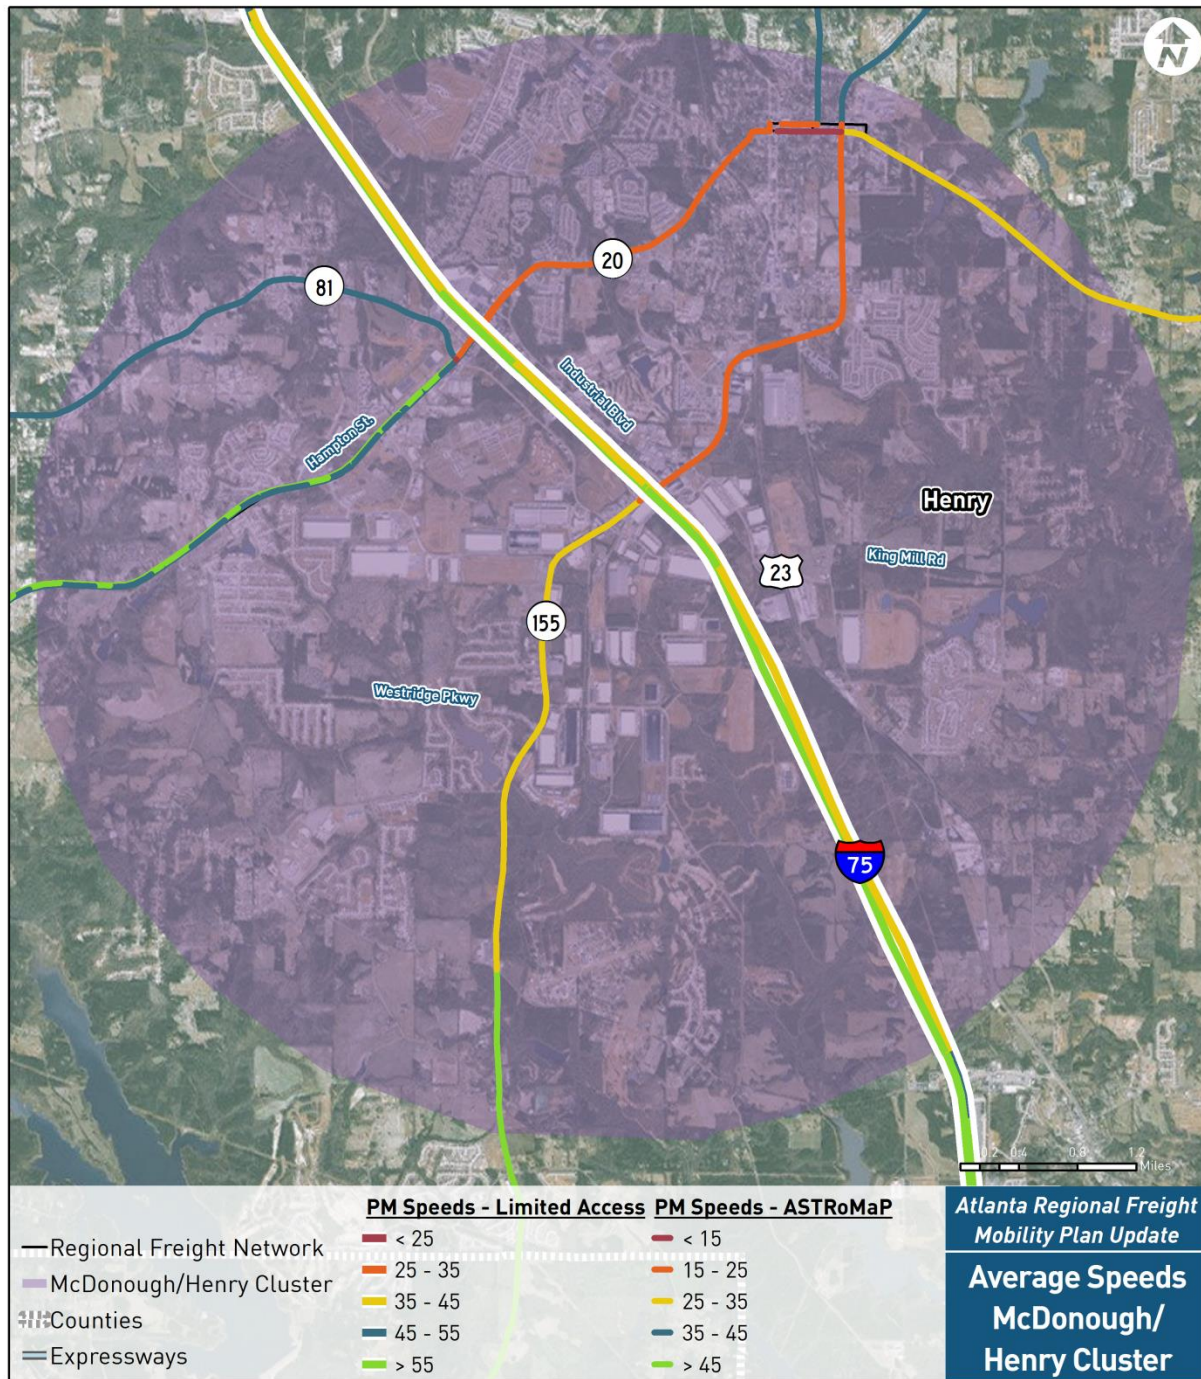 N
20
81
Industrial Blvd
Hampton St.
Henry
King Mill Rd
23
155
Westridge Pkwy
75
0.2 0.4 0.8 1.2
Miles
PM Speeds - Limited Access
< 25
25 - 35
35 - 45
45 - 55
> 55
PM Speeds - ASTRoMaP
< 15
15 - 25
25 - 35
35 - 45
> 45
Regional Freight Network
McDonough/Henry Cluster
Counties
Expressways
Atlanta Regional Freight
Mobility Plan Update
Average Speeds
McDonough/
Henry Cluster